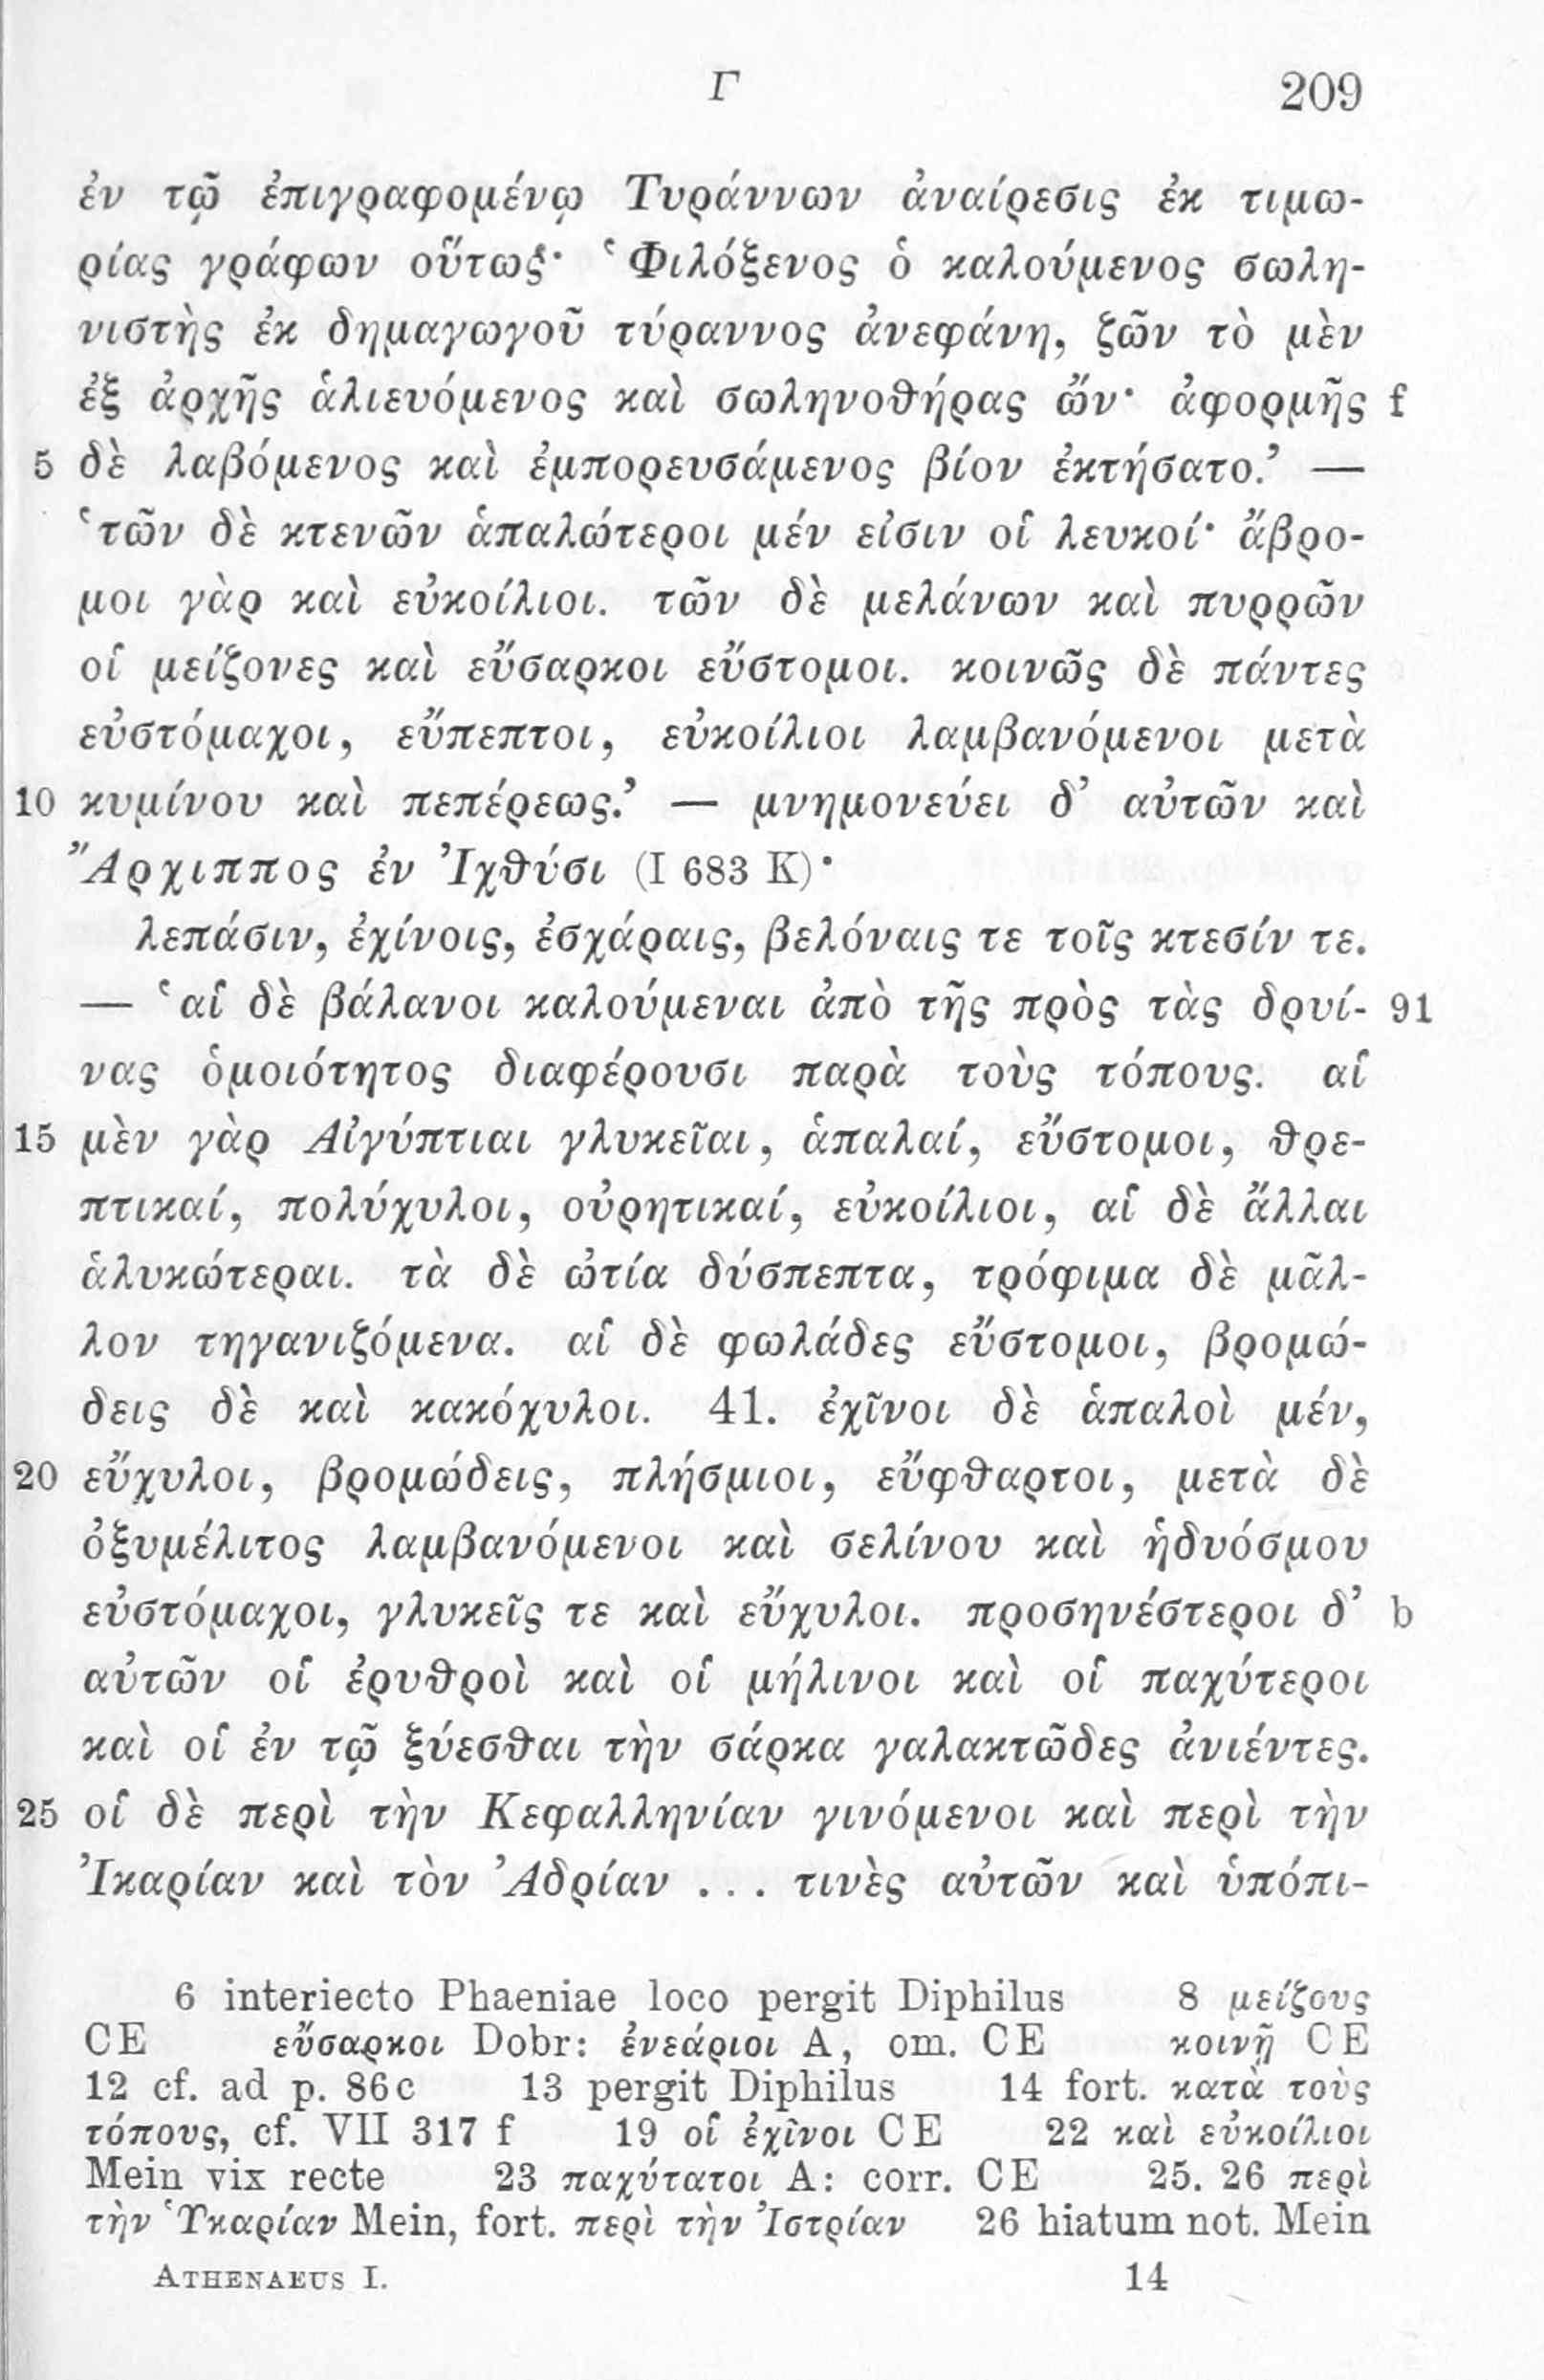 Γ 209
ἐν τῷ ἐπιγραφομένῳ Τυράννων ἀναίρεσις ἐκ τιμω-
ρίας γράφων οὕτως· ‘Φιλόξενος ὁ καλούμενος σωλη-
νιστὴς ἐκ δημαγωγοῦ τύραννος ἀνεφάνη, ζῶν τὸ μὲν
ἐξ ἀρχῆς ἁλιευόμενος καὶ σωληνοθήρας ὤν· ἀφορμῆς f
5 δὲ λαβόμενος καὶ ἐμπορευσάμενος βίον ἐκτήσατο.’ —
‘τῶν δὲ κτενῶν ἁπαλώτεροι μέν εἰσιν οἱ λευκοί· ἄβρο-
μοι γὰρ καὶ εὐκοίλιοι. τῶν δὲ μελάνων καὶ πυρρῶν
οἱ μείζονες καὶ εὔσαρκοι εὔστομοι. κοινῶς δὲ πάντες
εὐστόμαχοι, εὔπεπτοι, εὐκοίλιοι λαμβανόμενοι μετὰ
10 κυμίνου καὶ πεπέρεως.’ — μνημονεύει δ’ αὐτῶν καὶ
Ἄρχιππος ἐν Ἰχθύσι (I 683 K)·
λεπάσιν, ἐχίνοις, ἐσχάραις, βελόναις τε τοῖς κτεσίν τε.
— ‘αἱ δὲ βάλανοι καλούμεναι ἀπὸ τῆς πρὸς τὰς δρυί- 91
νας ὁμοιότητος διαφέρουσι παρὰ τοὺς τόπους. αἱ
15 μὲν γὰρ Αἰγύπτιαι γλυκεῖαι, ἁπαλαί, εὔστομοι, θρε-
πτικαί, πολύχυλοι, οὐρητικαί, εὐκοίλιοι, αἱ δὲ ἄλλαι
ἁλυκώτεραι. τὰ δὲ ὠτία δύσπεπτα, τρόφιμα δὲ μᾶλ-
λον τηγανιζόμενα. αἱ δὲ φωλάδες εὔστομοι, βρομώ-
δεις δὲ καὶ κακόχυλοι. 41. ἐχῖνοι δὲ ἁπαλοὶ μέν,
20 εὔχυλοι, βρομώδεις, πλήσμιοι, εὔφθαρτοι, μετὰ δὲ
ὀξυμέλιτος λαμβανόμενοι καὶ σελίνου καὶ ἡδυόσμου
εὐστόμαχοι, γλυκεῖς τε καὶ εὔχυλοι. προσηνέστεροι δ’ b
αὐτῶν οἱ ἐρυθροὶ καὶ οἱ μήλινοι καὶ οἱ παχύτεροι
καὶ οἱ ἐν τῷ ξύεσθαι τὴν σάρκα γαλακτῶδες ἀνιέντες.
25 οἱ δὲ περὶ τὴν Κεφαλληνίαν γινόμενοι καὶ περὶ τὴν
Ἰκαρίαν καὶ τὸν Ἀδρίαν ... τινὲς αὐτῶν καὶ ὑπόπι-
6 interiecto Phaeniae loco pergit Diphilus 8 μείζους
CE εὔσαρκοι Dobr: ἐνεάριοι A, om. CE κοινῇ CE
12 cf. ad p. 86c 13 pergit Diphilus 14 fort. κατὰ τοὺς
τόπους, cf. VII 317 f 19 οἱ ἐχῖνοι CE 22 καὶ εὐκοίλιοι
Mein vix recte 23 παχύτατοι A: corr. CE 25. 26 περὶ
τὴν Ὑκαρίαν Mein, fort. περὶ τὴν Ἰστρίαν 26 hiatum not. Mein
ATHENAEUS I. 14